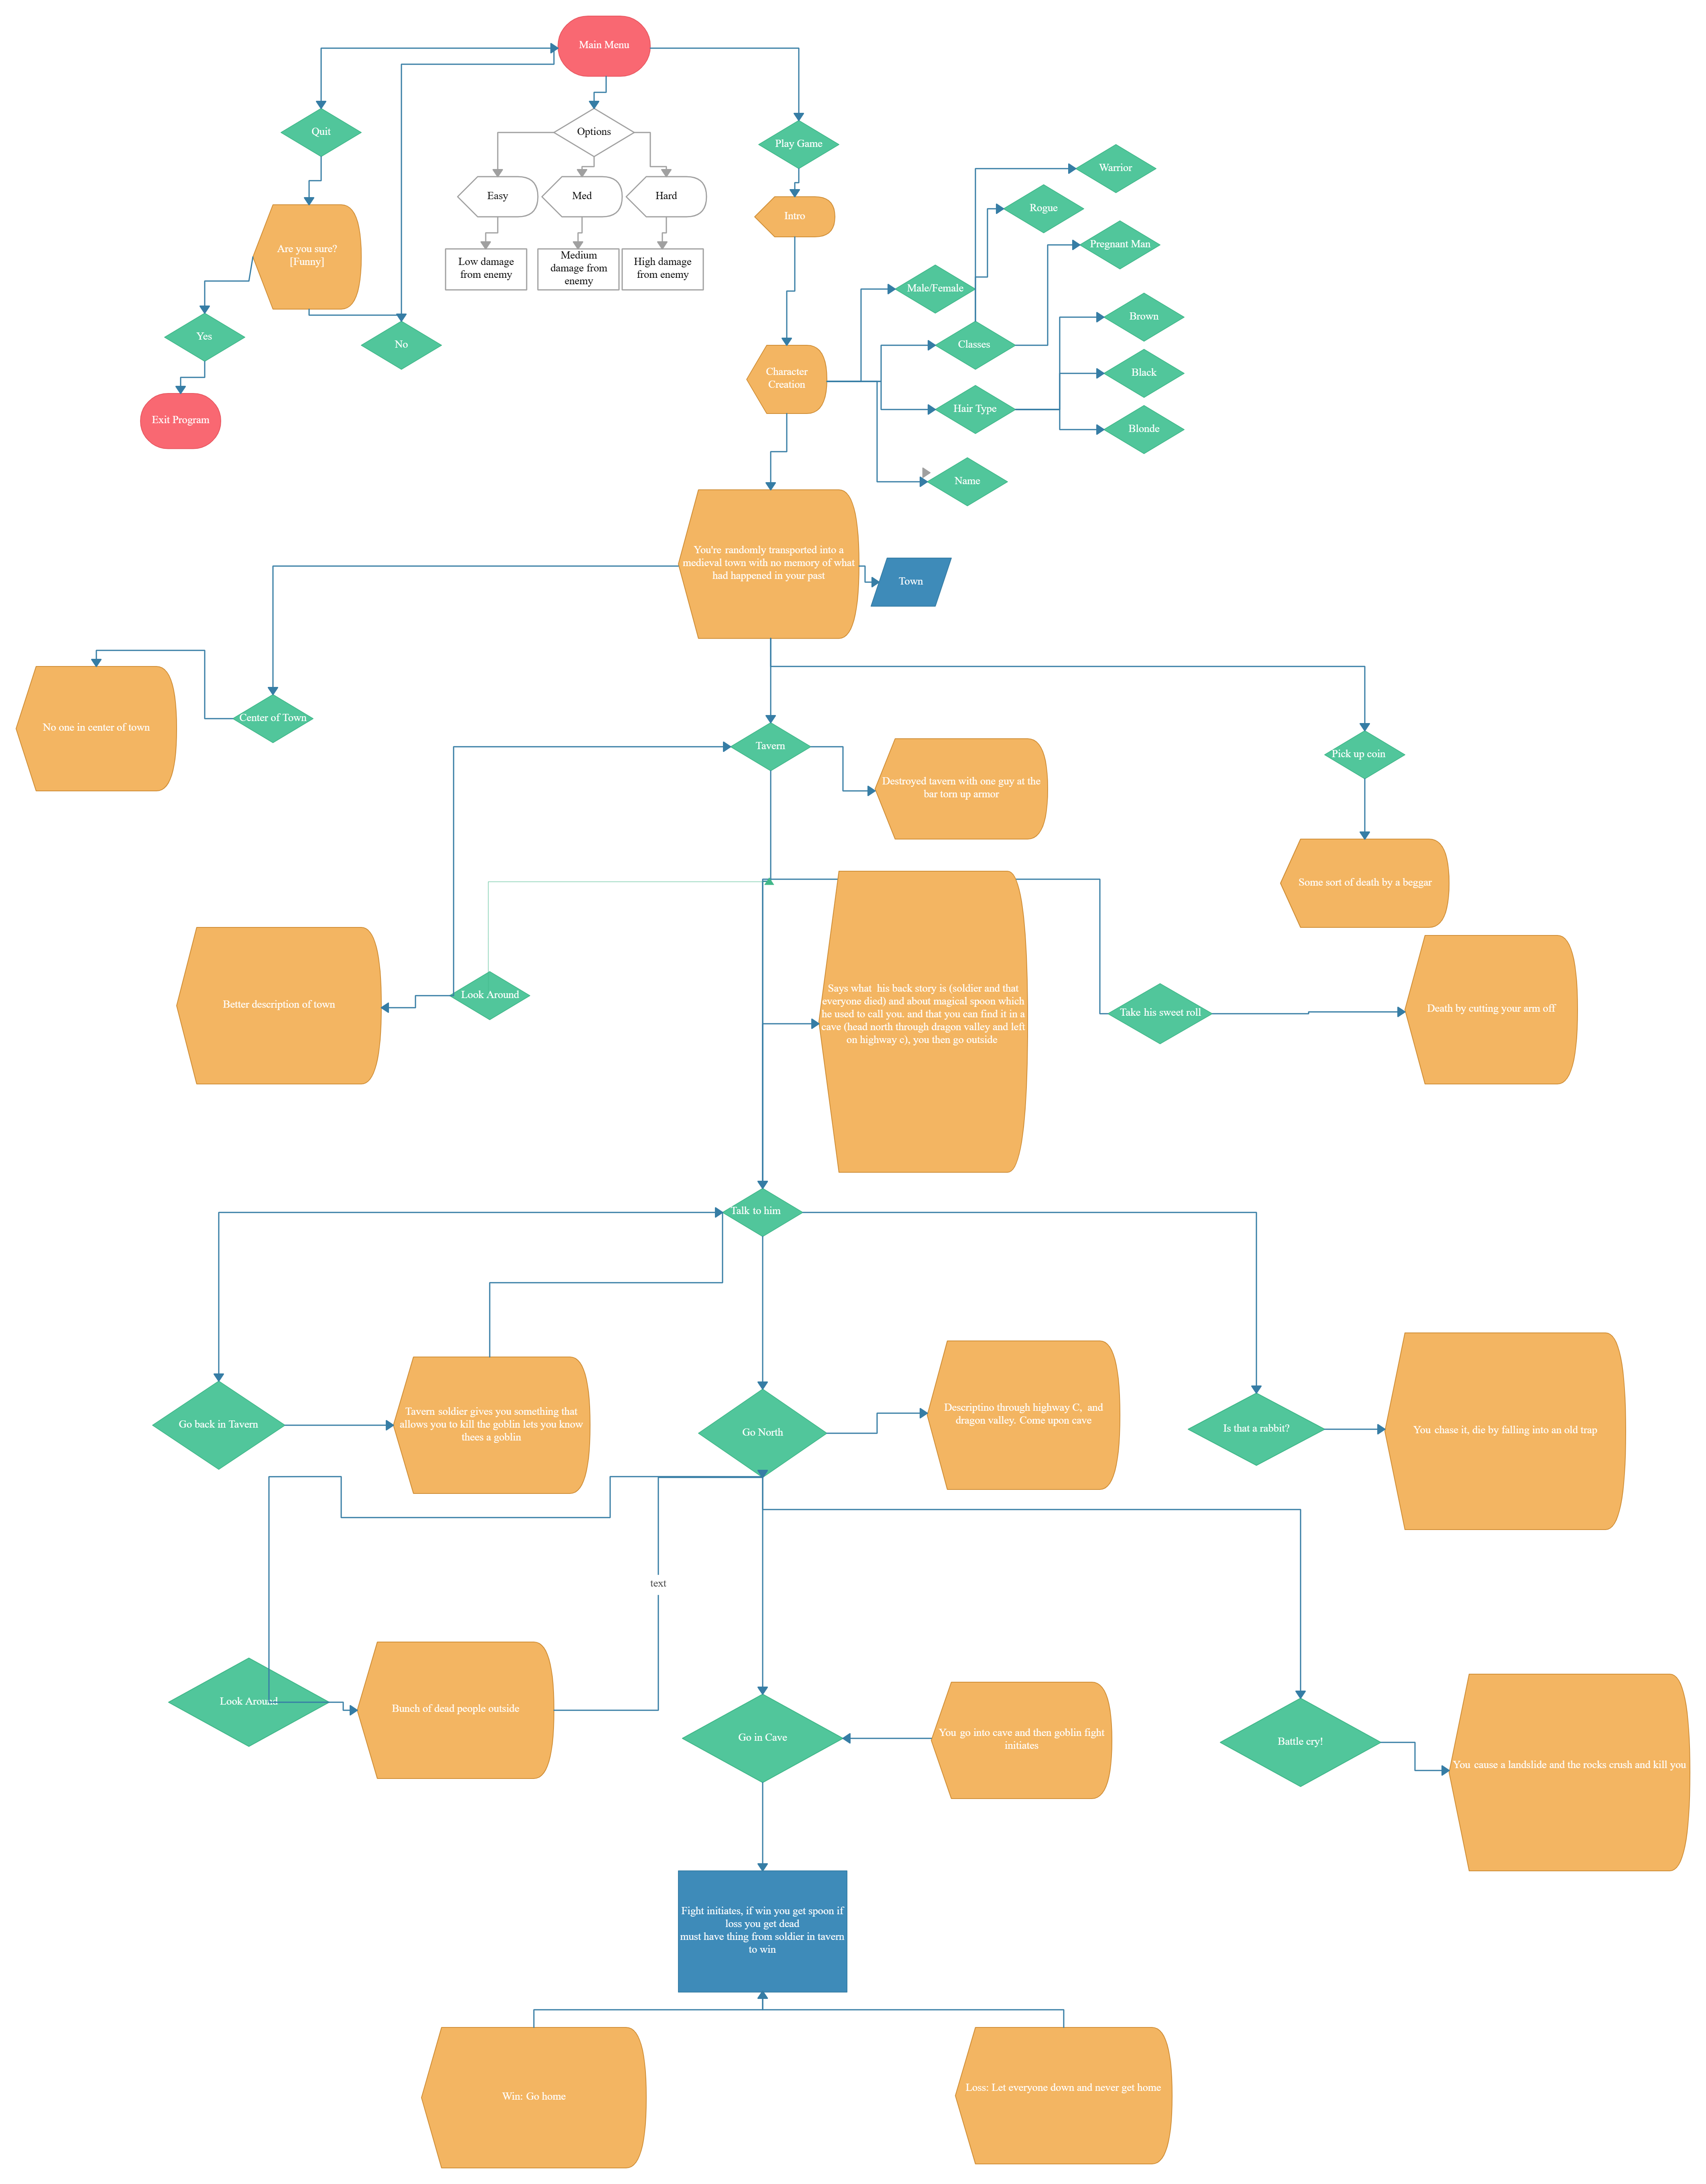 Main Menu
Quit
Options
Play Game
Warrior
Easy
Med
Hard
Rogue
Intro
Pregnant Man
Are you sure?
[Funny]
Low damage
from enemy
Medium
damage from
enemy
High damage
from enemy
Male/Female
Brown
Yes
No
Classes
Black
Character
Creation
Hair Type
Blonde
Exit Program
Name
You're randomly transported into a
medieval town with no memory of what
had happened in your past
Town
No one in center of town
Center of Town
Tavern
Pick up coin
Destroyed tavern with one guy at the
bar torn up armor
Some sort of death by a beggar
Better description of town
Look Around
Says what  his back story is (soldier and that
everyone died) and about magical spoon which
he used to call you. and that you can find it in a
cave (head north through dragon valley and left
on highway c), you then go outside
Take his sweet roll
Death by cutting your arm off
Talk to him
Go back in Tavern
Tavern soldier gives you something that
allows you to kill the goblin lets you know
thees a goblin
Go North
Descriptino through highway C,  and
dragon valley. Come upon cave
Is that a rabbit?
You chase it, die by falling into an old trap
text
Look Around
Bunch of dead people outside
Go in Cave
You go into cave and then goblin fight
initiates
Battle cry!
You cause a landslide and the rocks crush and kill you
Fight initiates, if win you get spoon if
loss you get dead
must have thing from soldier in tavern
to win
Win: Go home
Loss: Let everyone down and never get home